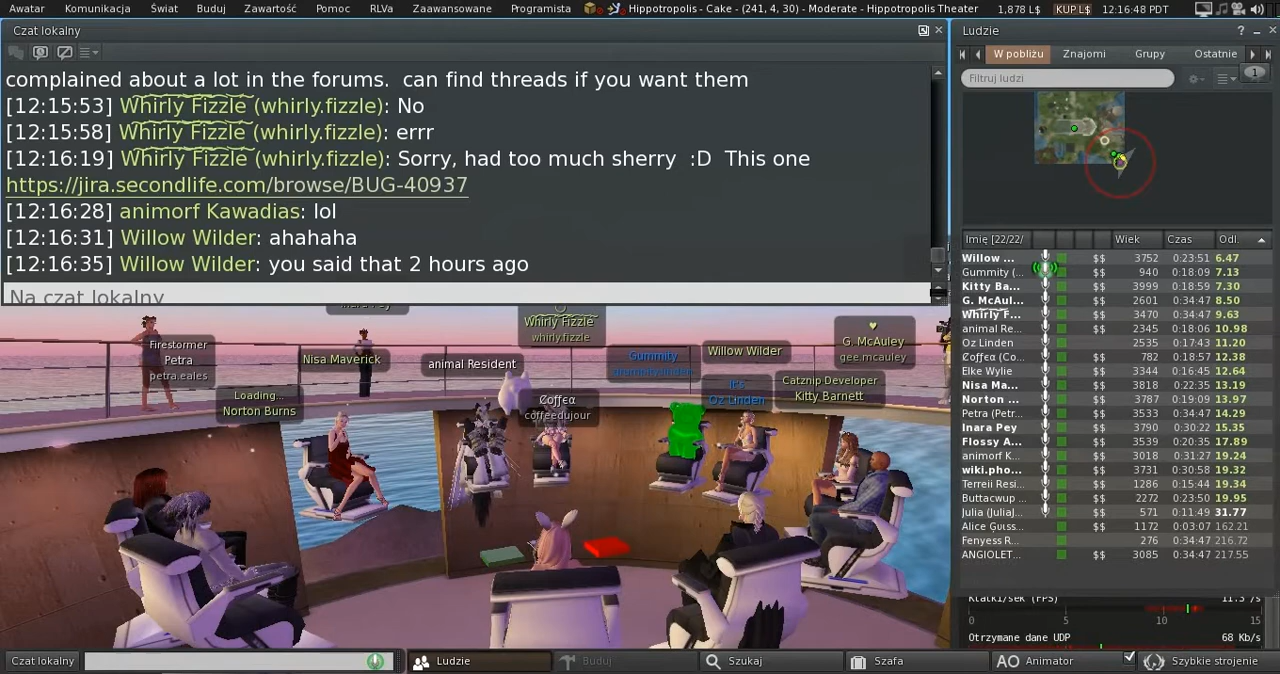 Awatar Komunikacja Świat Buduj Zawartość Pomoc RLVa Zaawansowane Programista Hippotropolis - Cake - (241, 4, 30) - Moderate - Hippotropolis Theater 1,878 L$ KUP L$ 12:16:48 PDT
Czat lokalny
complained about a lot in the forums.  can find threads if you want them
[12:15:53] Whirly Fizzle (whirly.fizzle): No
[12:15:58] Whirly Fizzle (whirly.fizzle): errr
[12:16:19] Whirly Fizzle (whirly.fizzle): Sorry, had too much sherry  :D  This one
https://jira.secondlife.com/browse/BUG-40937
[12:16:28] animorf Kawadias: lol
[12:16:31] Willow Wilder: ahahaha
[12:16:35] Willow Wilder: you said that 2 hours ago
Na czat lokalny
Firestormer
Petra
petra.eales
Nisa Maverick
Loading...
Norton Burns
animal Resident
Whirly Fizzle
whirly.fizzle
Coffeα
coffeedujour
Gummity
Willow Wilder
It's
Oz Linden
♥
G. McAuley
gee.mcauley
Catznip Developer
Kitty Barnett
Ludzie
W pobliżu Znajomi Grupy Ostatnie
Filtruj ludzi
1
Imię [22/22/ Wiek Czas Odl.
Willow ... $$ 3752 0:23:51 6.47
Gummity (... $$ 940 0:18:09 7.13
Kitty Ba... $$ 3999 0:18:59 7.30
G. McAul... $$ 2601 0:34:47 8.50
Whirly F... $$ 3470 0:34:47 9.63
animal Re... $$ 2345 0:18:06 10.98
Oz Linden 2535 0:17:43 11.20
Coffεα (Co... $$ 782 0:18:57 12.38
Elke Wylie $$ 3344 0:16:45 12.64
Nisa Ma... $$ 3818 0:22:35 13.19
Norton ... $$ 3787 0:19:09 13.97
Petra (Petr... $$ 3533 0:34:47 14.29
Inara Pey $$ 3790 0:30:22 15.35
Flossy A... $$ 3539 0:20:35 17.89
animorf K... $$ 3018 0:31:27 19.24
wiki.pho... $$ 3731 0:30:58 19.32
Terreii Resi... $$ 1286 0:15:44 19.34
Buttacwup ... $$ 2272 0:23:50 19.95
Julia (JuliaJ... $$ 571 0:11:49 31.77
Alice Guss... $$ 1172 0:03:07 162.21
Fenyess R... 276 0:34:47 216.72
ANGIOLET... $$ 3085 0:34:47 217.55
Klatki/sek (FPS) 11.3 /s
0 5 10 15
Otrzymane dane UDP 68 Kb/s
Czat lokalny Ludzie Buduj Szukaj Szafa AO Animator Szybkie strojenie